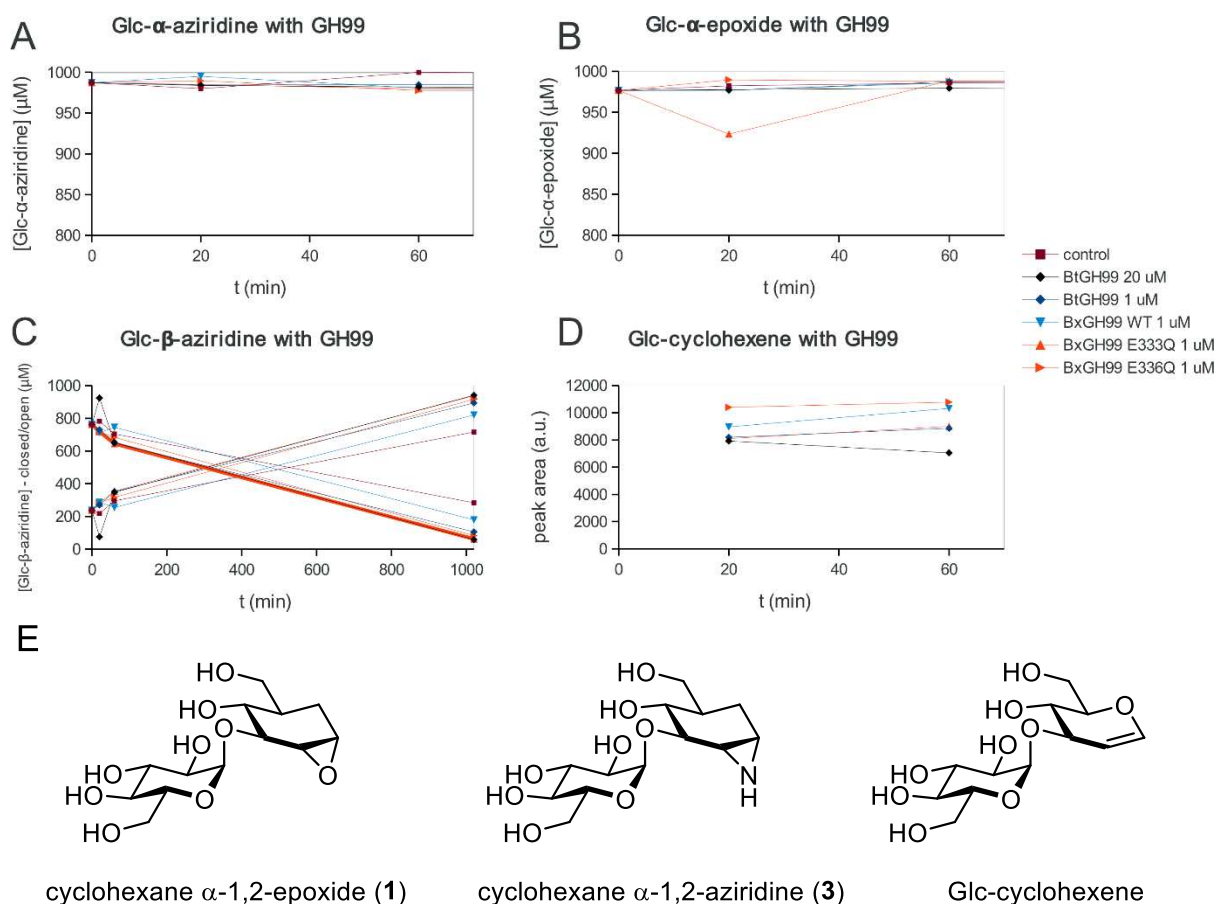 A
Glc-α-aziridine with GH99
[Glc-α-aziridine] (μM)
1000
950
900
850
800
0
20
40
60
t (min)
B
Glc-α-epoxide with GH99
[Glc-α-epoxide] (μM)
1000
950
900
850
800
0
20
40
60
t (min)
control
BtGH99 20 uM
BtGH99 1 uM
BxGH99 WT 1 uM
BxGH99 E333Q 1 uM
BxGH99 E336Q 1 uM
C
Glc-β-aziridine with GH99
[Glc-β-aziridine] - closed/open (μM)
1000
800
600
400
200
0
0
200
400
600
800
1000
t (min)
D
Glc-cyclohexene with GH99
peak area (a.u.)
12000
10000
8000
6000
4000
2000
0
0
20
40
60
t (min)
E
HO
HO
O
HO
HO
HO
O
HO
O
cyclohexane α-1,2-epoxide (1)
HO
HO
O
HO
HO
HO
O
HO
N
H
cyclohexane α-1,2-aziridine (3)
HO
HO
O
O
HO
HO
HO
O
HO
Glc-cyclohexene